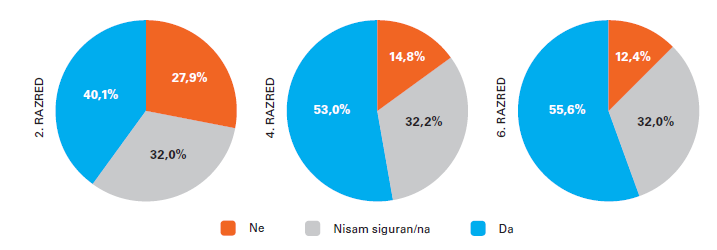 2. RAZRED
27,9%
40,1%
32,0%
4. RAZRED
14,8%
53,0%
32,2%
6. RAZRED
12,4%
55,6%
32,0%
Ne
Nisam siguran/na
Da